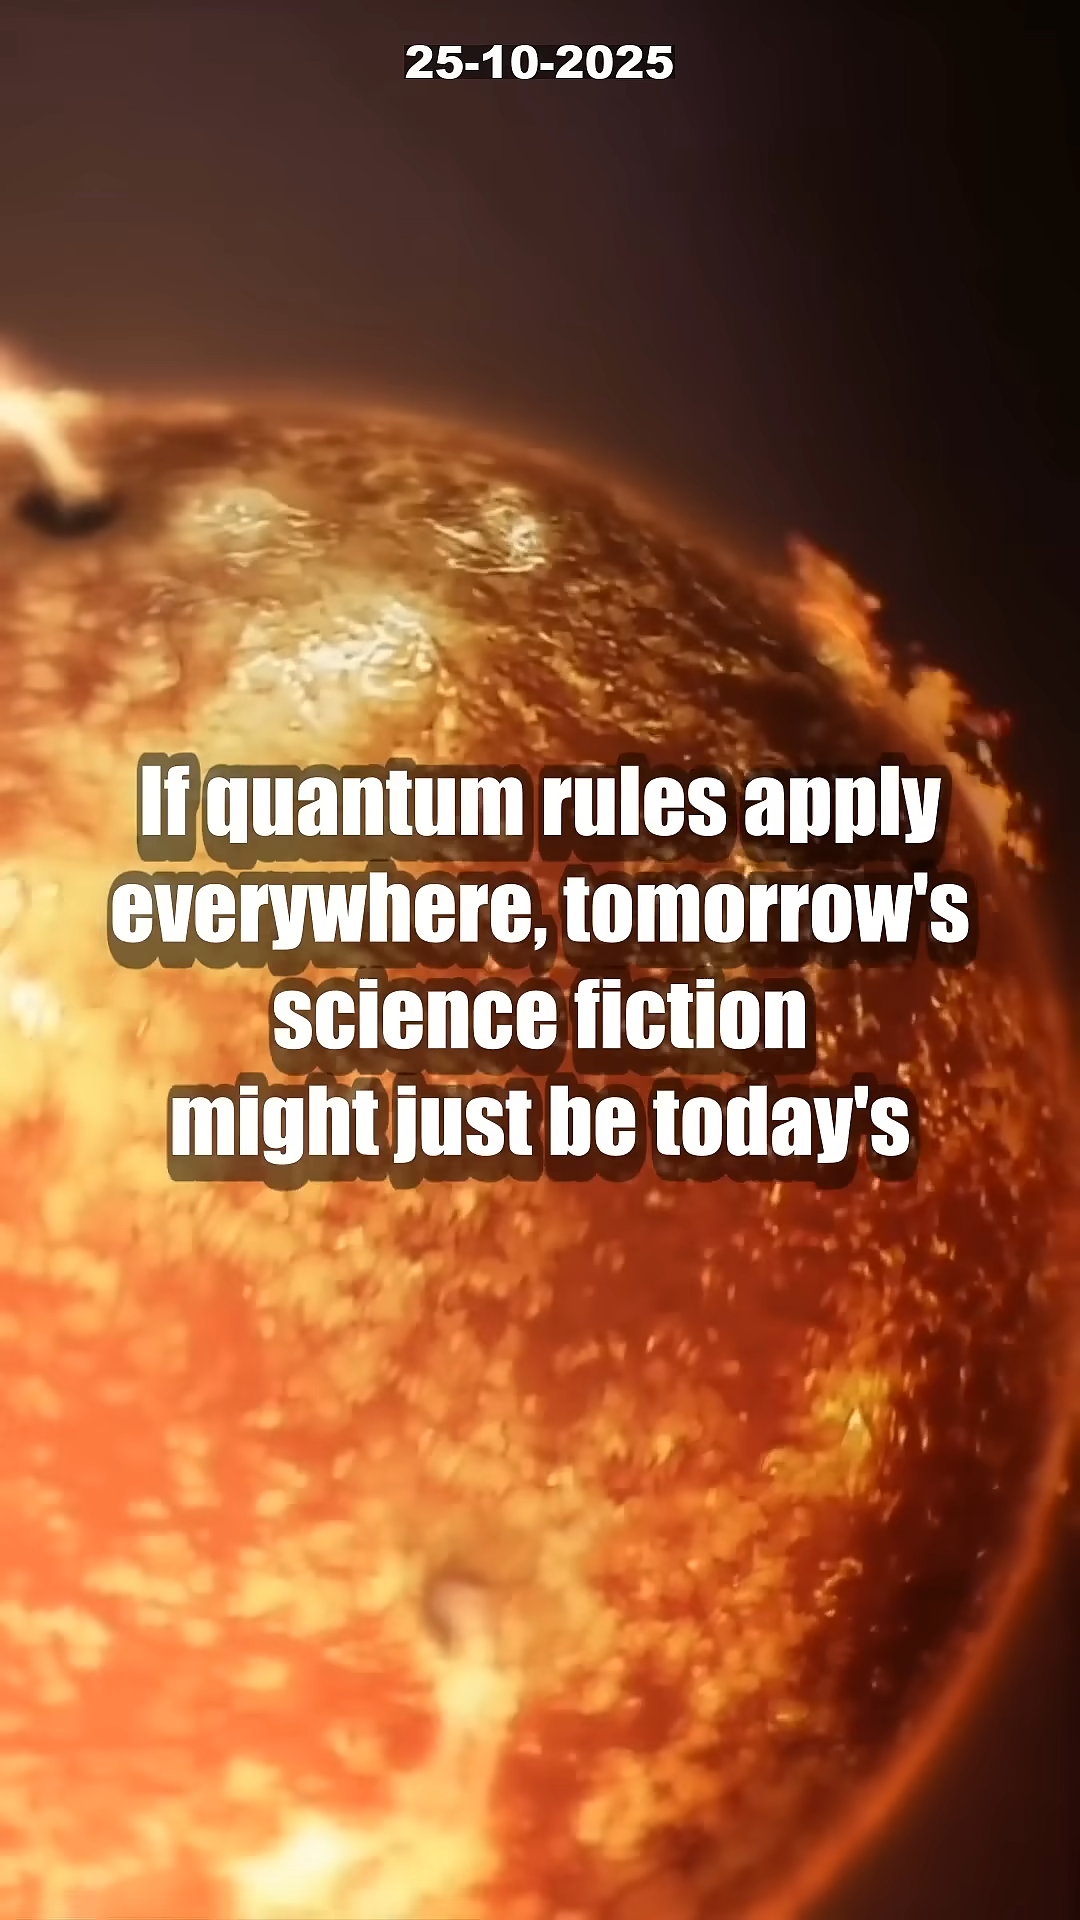 25-10-2025
If quantum rules apply
everywhere, tomorrow's
science fiction
might just be today's